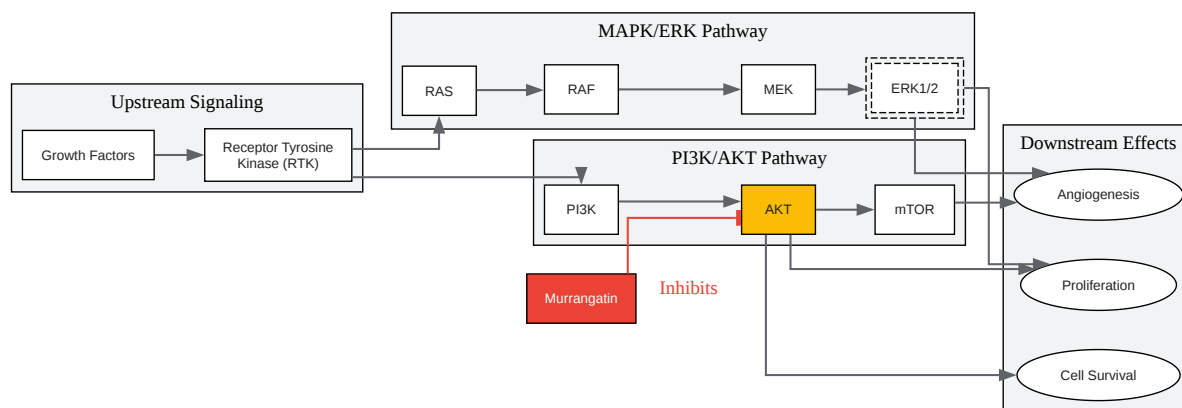 MAPK/ERK Pathway
RAS
RAF
MEK
ERK1/2
Upstream Signaling
Growth Factors
Receptor Tyrosine
Kinase (RTK)
PI3K/AKT Pathway
PI3K
AKT
mTOR
Murrangatin
Inhibits
Downstream Effects
Angiogenesis
Proliferation
Cell Survival